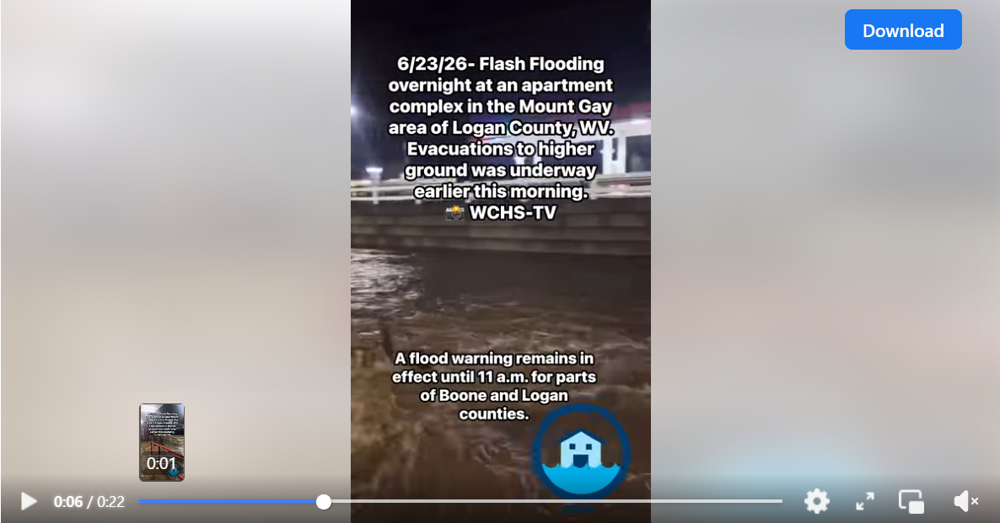 Download
6/23/26- Flash Flooding
overnight at an apartment
complex in the Mount Gay
area of Logan County, WV.
Evacuations to higher
ground was underway
earlier this morning.
📸 WCHS-TV
A flood warning remains in
effect until 11 a.m. for parts
of Boone and Logan
counties.
0:01
0:06 / 0:22